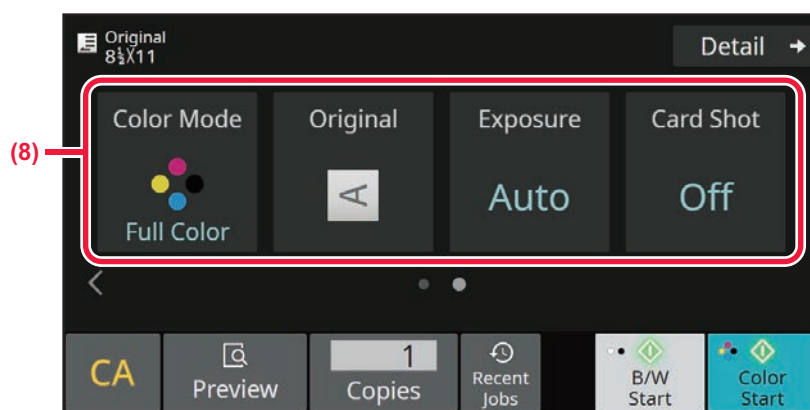 Original
8½X11
Detail
(8)
Color Mode
Original
Exposure
Card Shot
A
Auto
Off
Full Color
CA
Preview
1
Copies
Recent
Jobs
B/W
Start
Color
Start